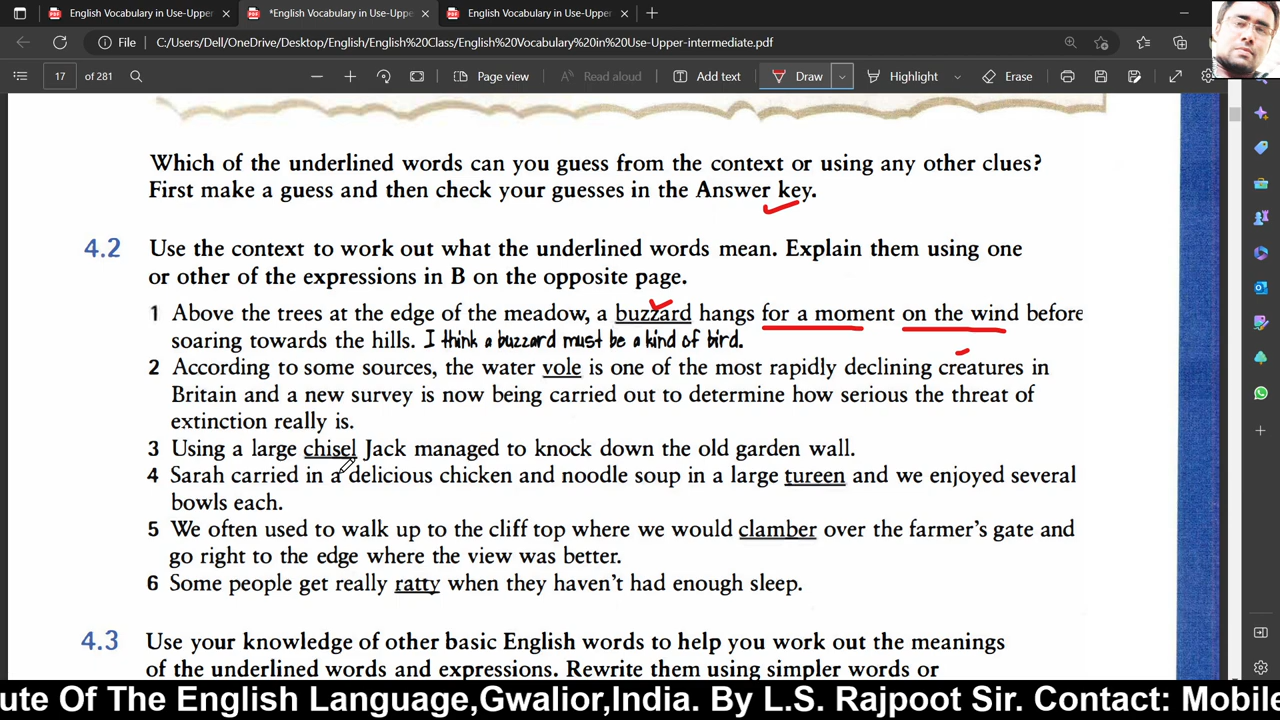 English Vocabulary in Use-Uppe
*English Vocabulary in Use-Uppe
English Vocabulary in Use-Upper
File
C:/Users/Dell/OneDrive/Desktop/English/English%20Class/English%20Vocabulary%20in%20Use-Upper-intermediate.pdf
17 of 281
Page view
Read aloud
Add text
Draw
Highlight
Erase
Which of the underlined words can you guess from the context or using any other clues?
First make a guess and then check your guesses in the Answer key.
4.2 Use the context to work out what the underlined words mean. Explain them using one
or other of the expressions in B on the opposite page.
1 Above the trees at the edge of the meadow, a buzzard hangs for a moment on the wind before
soaring towards the hills. I think a buzzard must be a kind of bird.
2 According to some sources, the water vole is one of the most rapidly declining creatures in
Britain and a new survey is now being carried out to determine how serious the threat of
extinction really is.
3 Using a large chisel Jack managed to knock down the old garden wall.
4 Sarah carried in a delicious chicken and noodle soup in a large tureen and we enjoyed several
bowls each.
5 We often used to walk up to the cliff top where we would clamber over the farmer's gate and
go right to the edge where the view was better.
6 Some people get really ratty when they haven't had enough sleep.
4.3 Use your knowledge of other basic English words to help you work out the meanings
of the underlined words and expressions. Rewrite them using simpler words or
ute Of The English Language,Gwalior,India. By L.S. Rajpoot Sir. Contact: Mobile